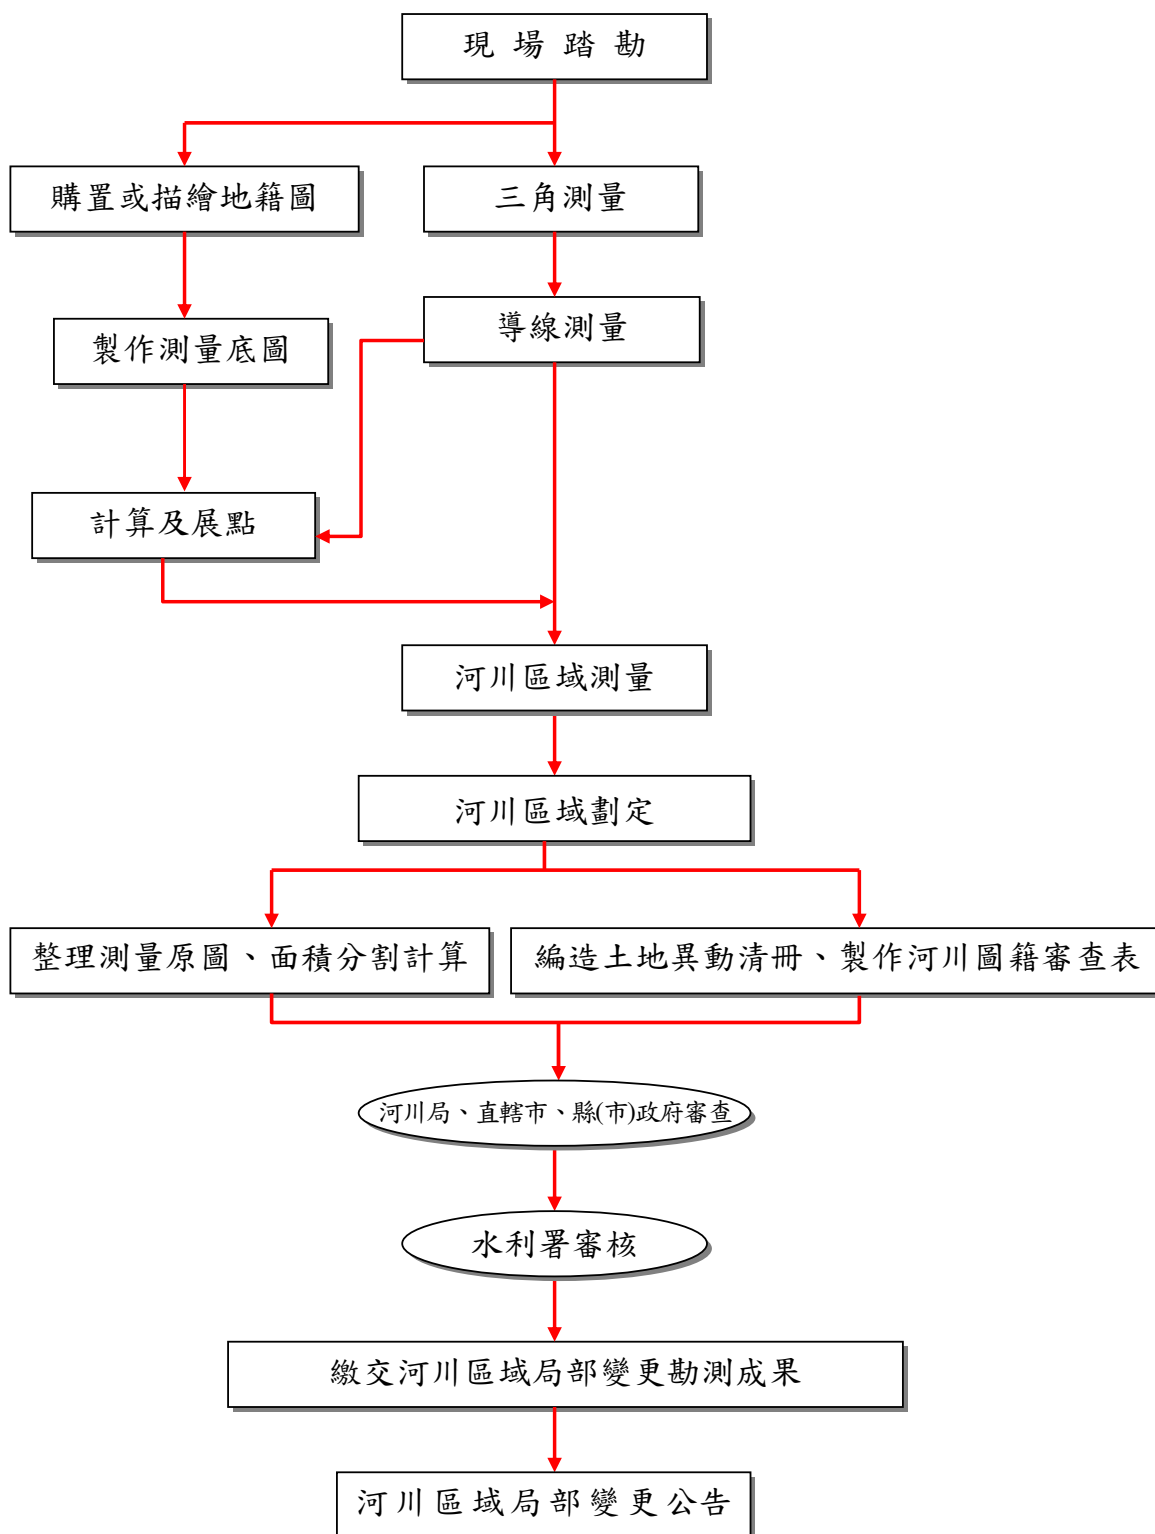 現場踏勘
購置或描繪地籍圖
三角測量
導線測量
製作測量底圖
計算及展點
河川區域測量
河川區域劃定
整理測量原圖、面積分割計算
編造土地異動清冊、製作河川圖籍審查表
河川局、直轄市、縣(市)政府審查
水利署審核
繳交河川區域局部變更勘測成果
河川區域局部變更公告